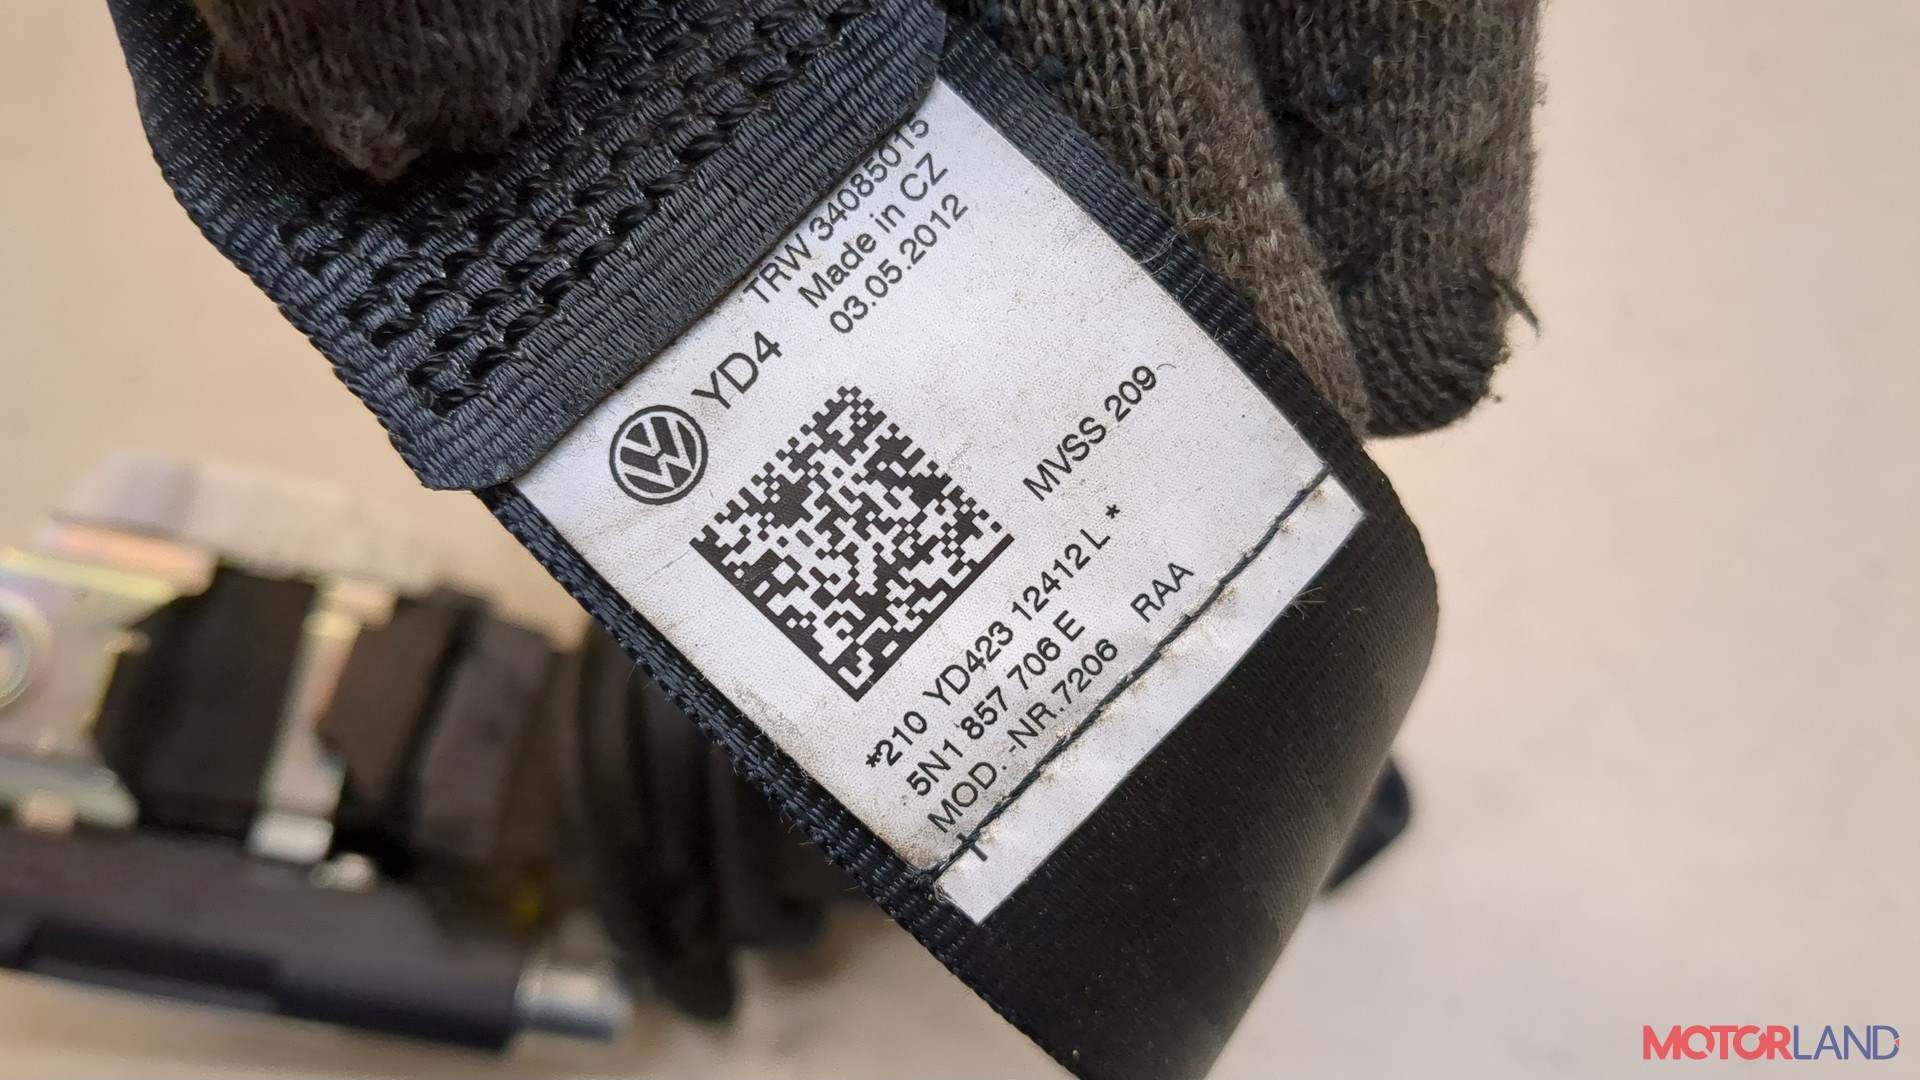 TRW 34085015
Made in CZ
03.05.2012
YD4
MVSS 209
*210 YD423 12412 L *
5N1 857 706 E
MOD.-NR.7206 RAA
MOTORLAND